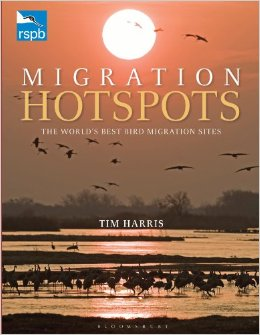 rspb
MIGRATION
HOTSPOTS
THE WORLD'S BEST BIRD MIGRATION SITES
TIM HARRIS
BLOOMSBURY